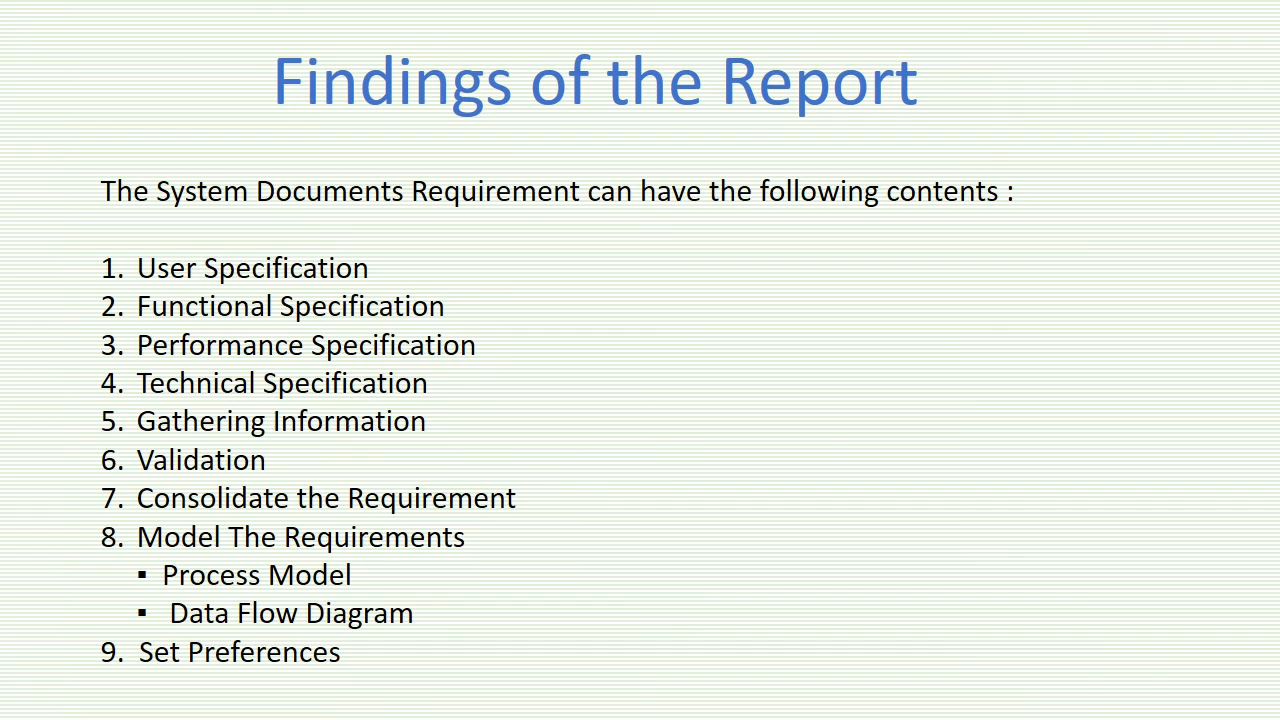 Findings of the Report
The System Documents Requirement can have the following contents :
1. User Specification
2. Functional Specification
3. Performance Specification
4. Technical Specification
5. Gathering Information
6. Validation
7. Consolidate the Requirement
8. Model The Requirements
▪ Process Model
▪ Data Flow Diagram
9. Set Preferences